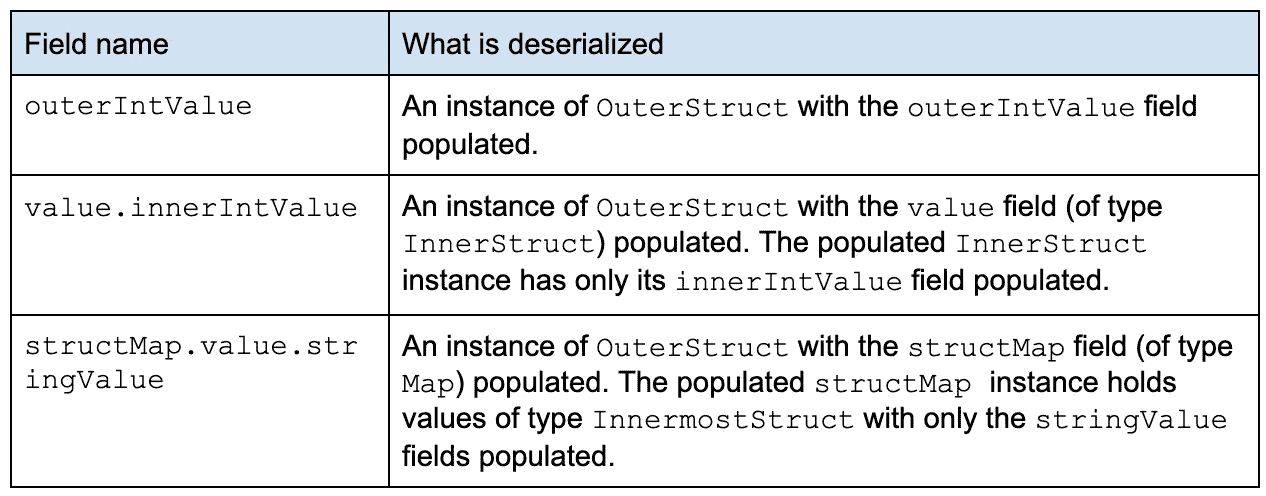 Field name
What is deserialized
outerIntValue
An instance of OuterStruct with the outerIntValue field
populated.
value.innerIntValue
An instance of OuterStruct with the value field (of type
InnerStruct) populated. The populated InnerStruct
instance has only its innerIntValue field populated.
structMap.value.str
ingValue
An instance of OuterStruct with the structMap field (of type
Map) populated. The populated structMap instance holds
values of type InnermostStruct with only the stringValue
fields populated.